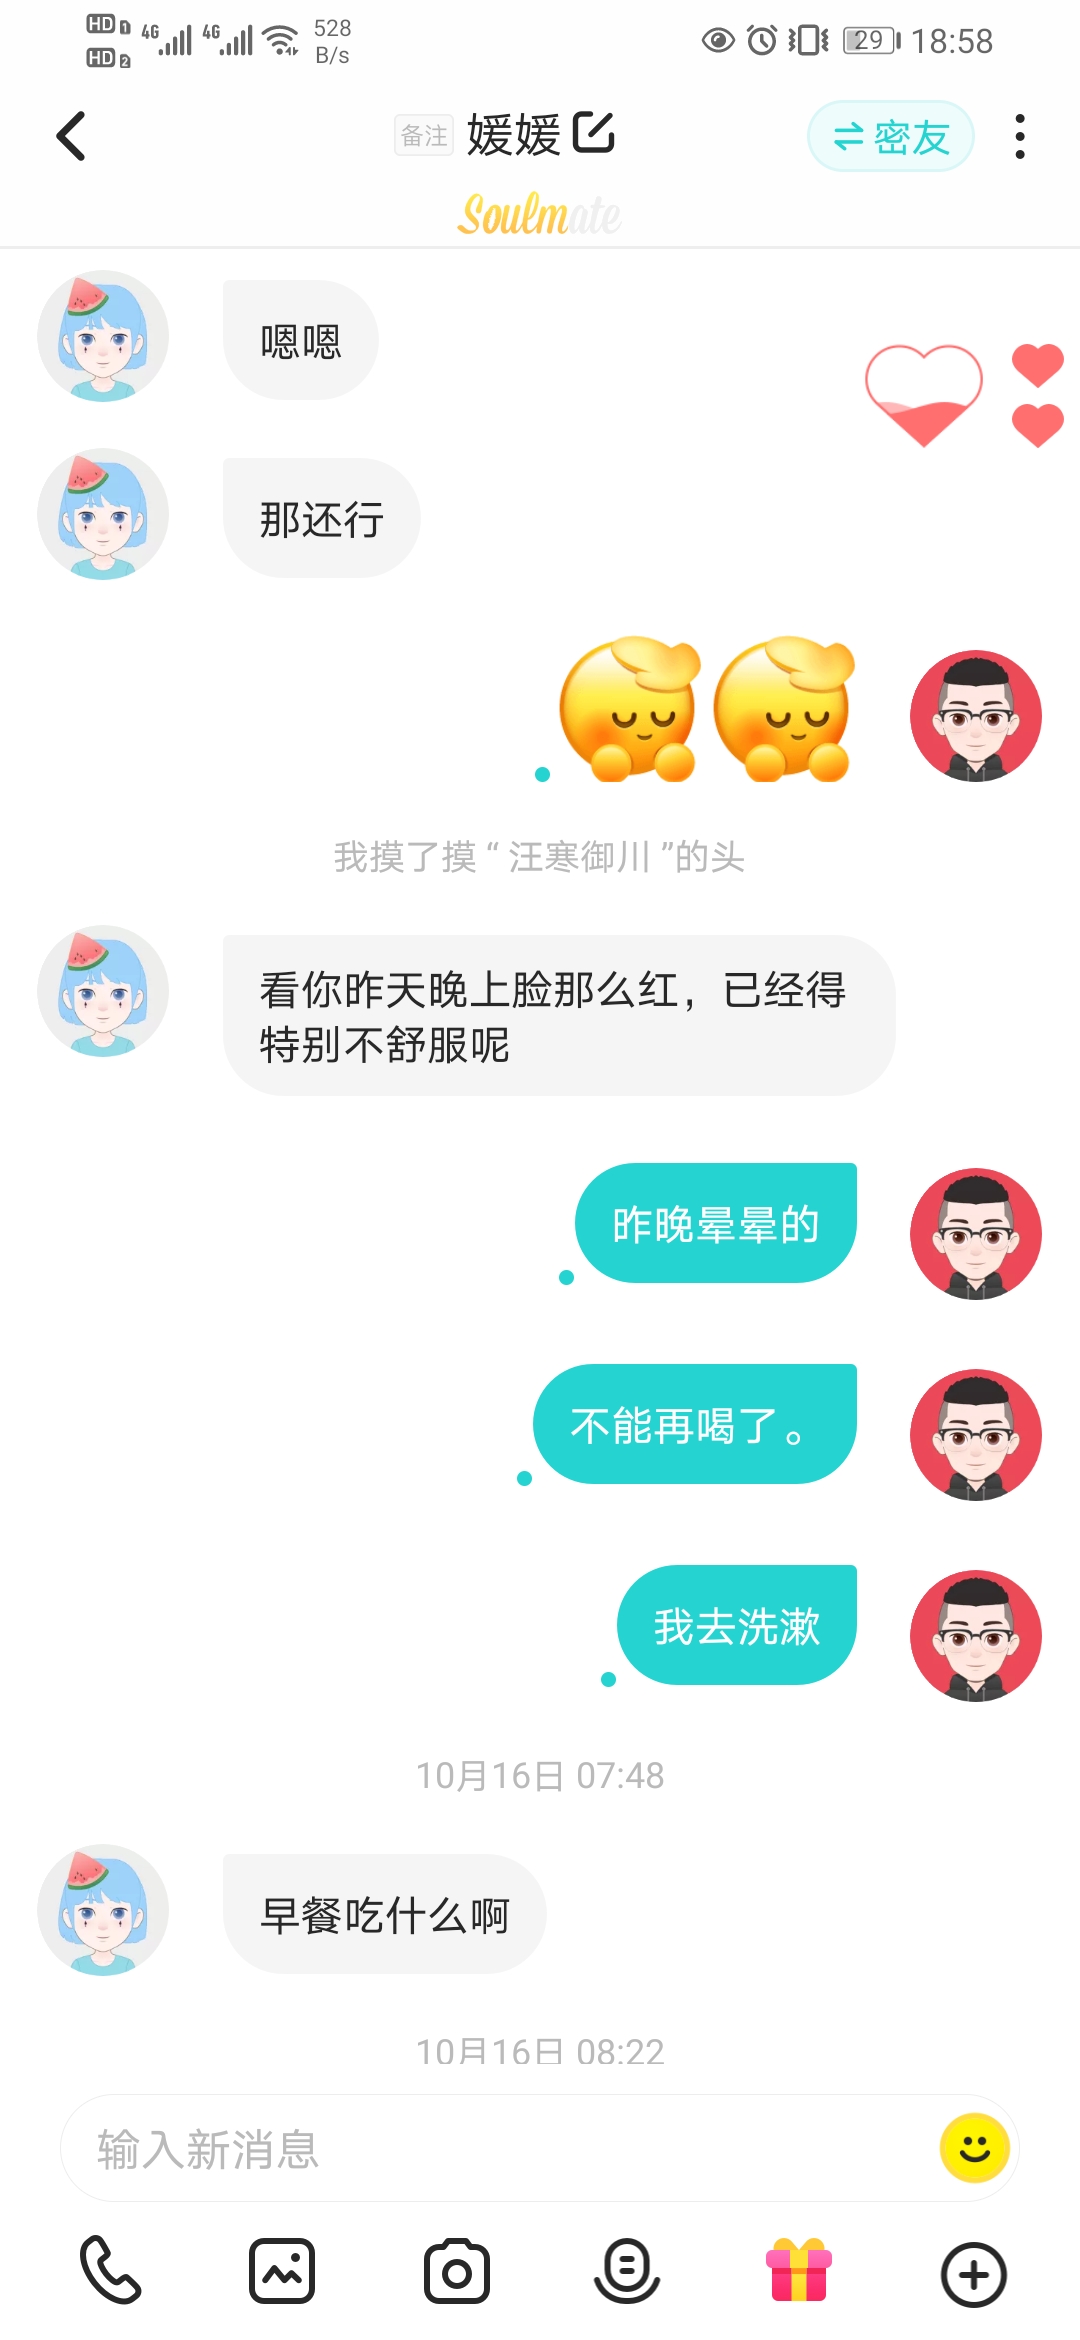 HD 1 4G 4G 528
HD 2 B/s
29 18:58
备注 媛媛 密友
Soulmate
嗯嗯
那还行
我摸了摸“汪寒御川”的头
看你昨天晚上脸那么红，已经得
特别不舒服呢
昨晚晕晕的
不能再喝了。
我去洗漱
10月16日 07:48
早餐吃什么啊
10月16日 08:22
输入新消息